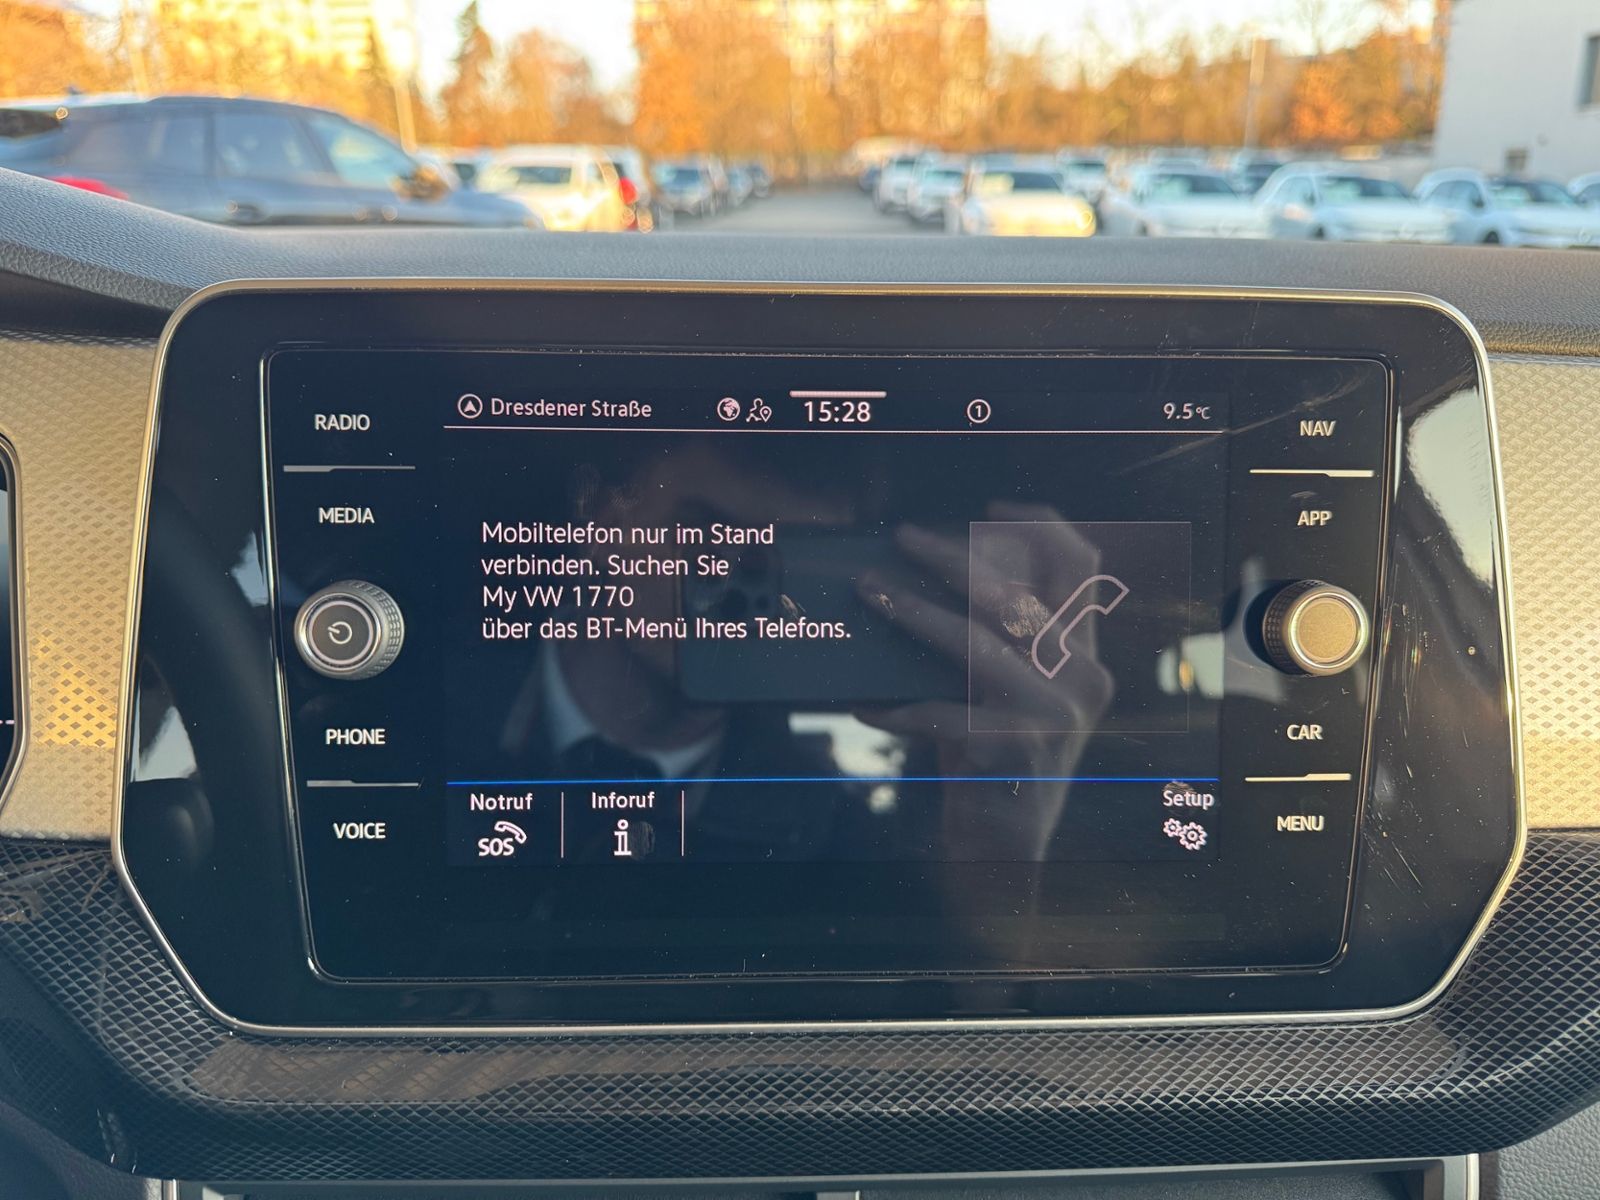 Dresdener Straße 15:28 1 9.5°C
RADIO
MEDIA
PHONE
VOICE
Mobiltelefon nur im Stand
verbinden. Suchen Sie
My VW 1770
über das BT-Menü Ihres Telefons.
Notruf
SOS
Inforuf
i
Setup
NAV
APP
CAR
MENU